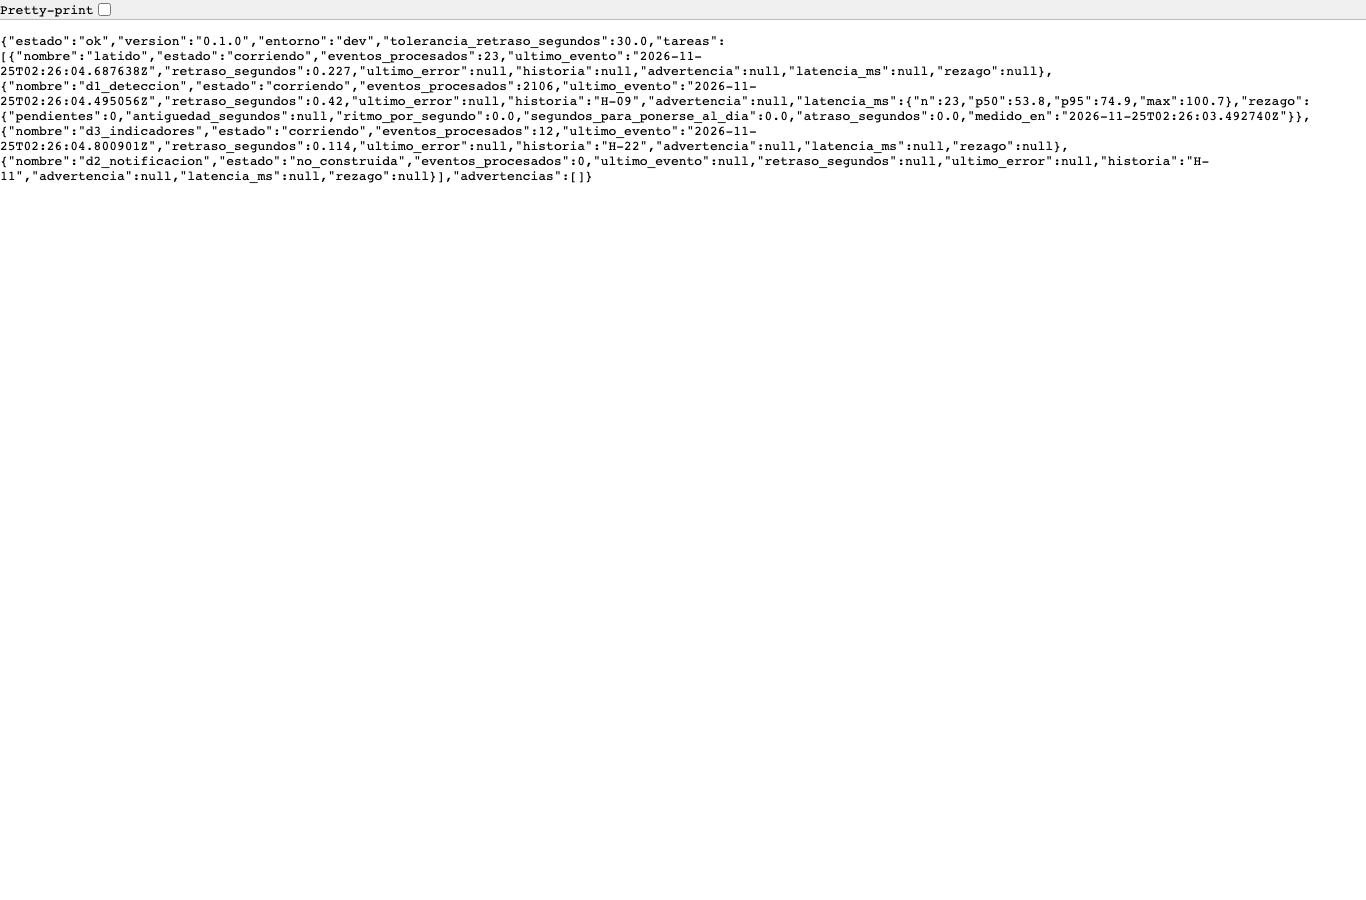 Pretty-print
{"estado":"ok","version":"0.1.0","entorno":"dev","tolerancia_retraso_segundos":30.0,"tareas":
[{"nombre":"latido","estado":"corriendo","eventos_procesados":23,"ultimo_evento":"2026-11-
25T02:26:04.687638Z","retraso_segundos":0.227,"ultimo_error":null,"historia":null,"advertencia":null,"latencia_ms":null,"rezago":null},
{"nombre":"d1_deteccion","estado":"corriendo","eventos_procesados":2106,"ultimo_evento":"2026-11-
25T02:26:04.495056Z","retraso_segundos":0.42,"ultimo_error":null,"historia":"H-09","advertencia":null,"latencia_ms":{"n":23,"p50":53.8,"p95":74.9,"max":100.7},"rezago":
{"pendientes":0,"antiguedad_segundos":null,"ritmo_por_segundo":0.0,"segundos_para_ponerse_al_dia":0.0,"atraso_segundos":0.0,"medido_en":"2026-11-25T02:26:03.492740Z"}},
{"nombre":"d3_indicadores","estado":"corriendo","eventos_procesados":12,"ultimo_evento":"2026-11-
25T02:26:04.800901Z","retraso_segundos":0.114,"ultimo_error":null,"historia":"H-22","advertencia":null,"latencia_ms":null,"rezago":null},
{"nombre":"d2_notificacion","estado":"no_construida","eventos_procesados":0,"ultimo_evento":null,"retraso_segundos":null,"ultimo_error":null,"historia":"H-
11","advertencia":null,"latencia_ms":null,"rezago":null}],"advertencias":[]}